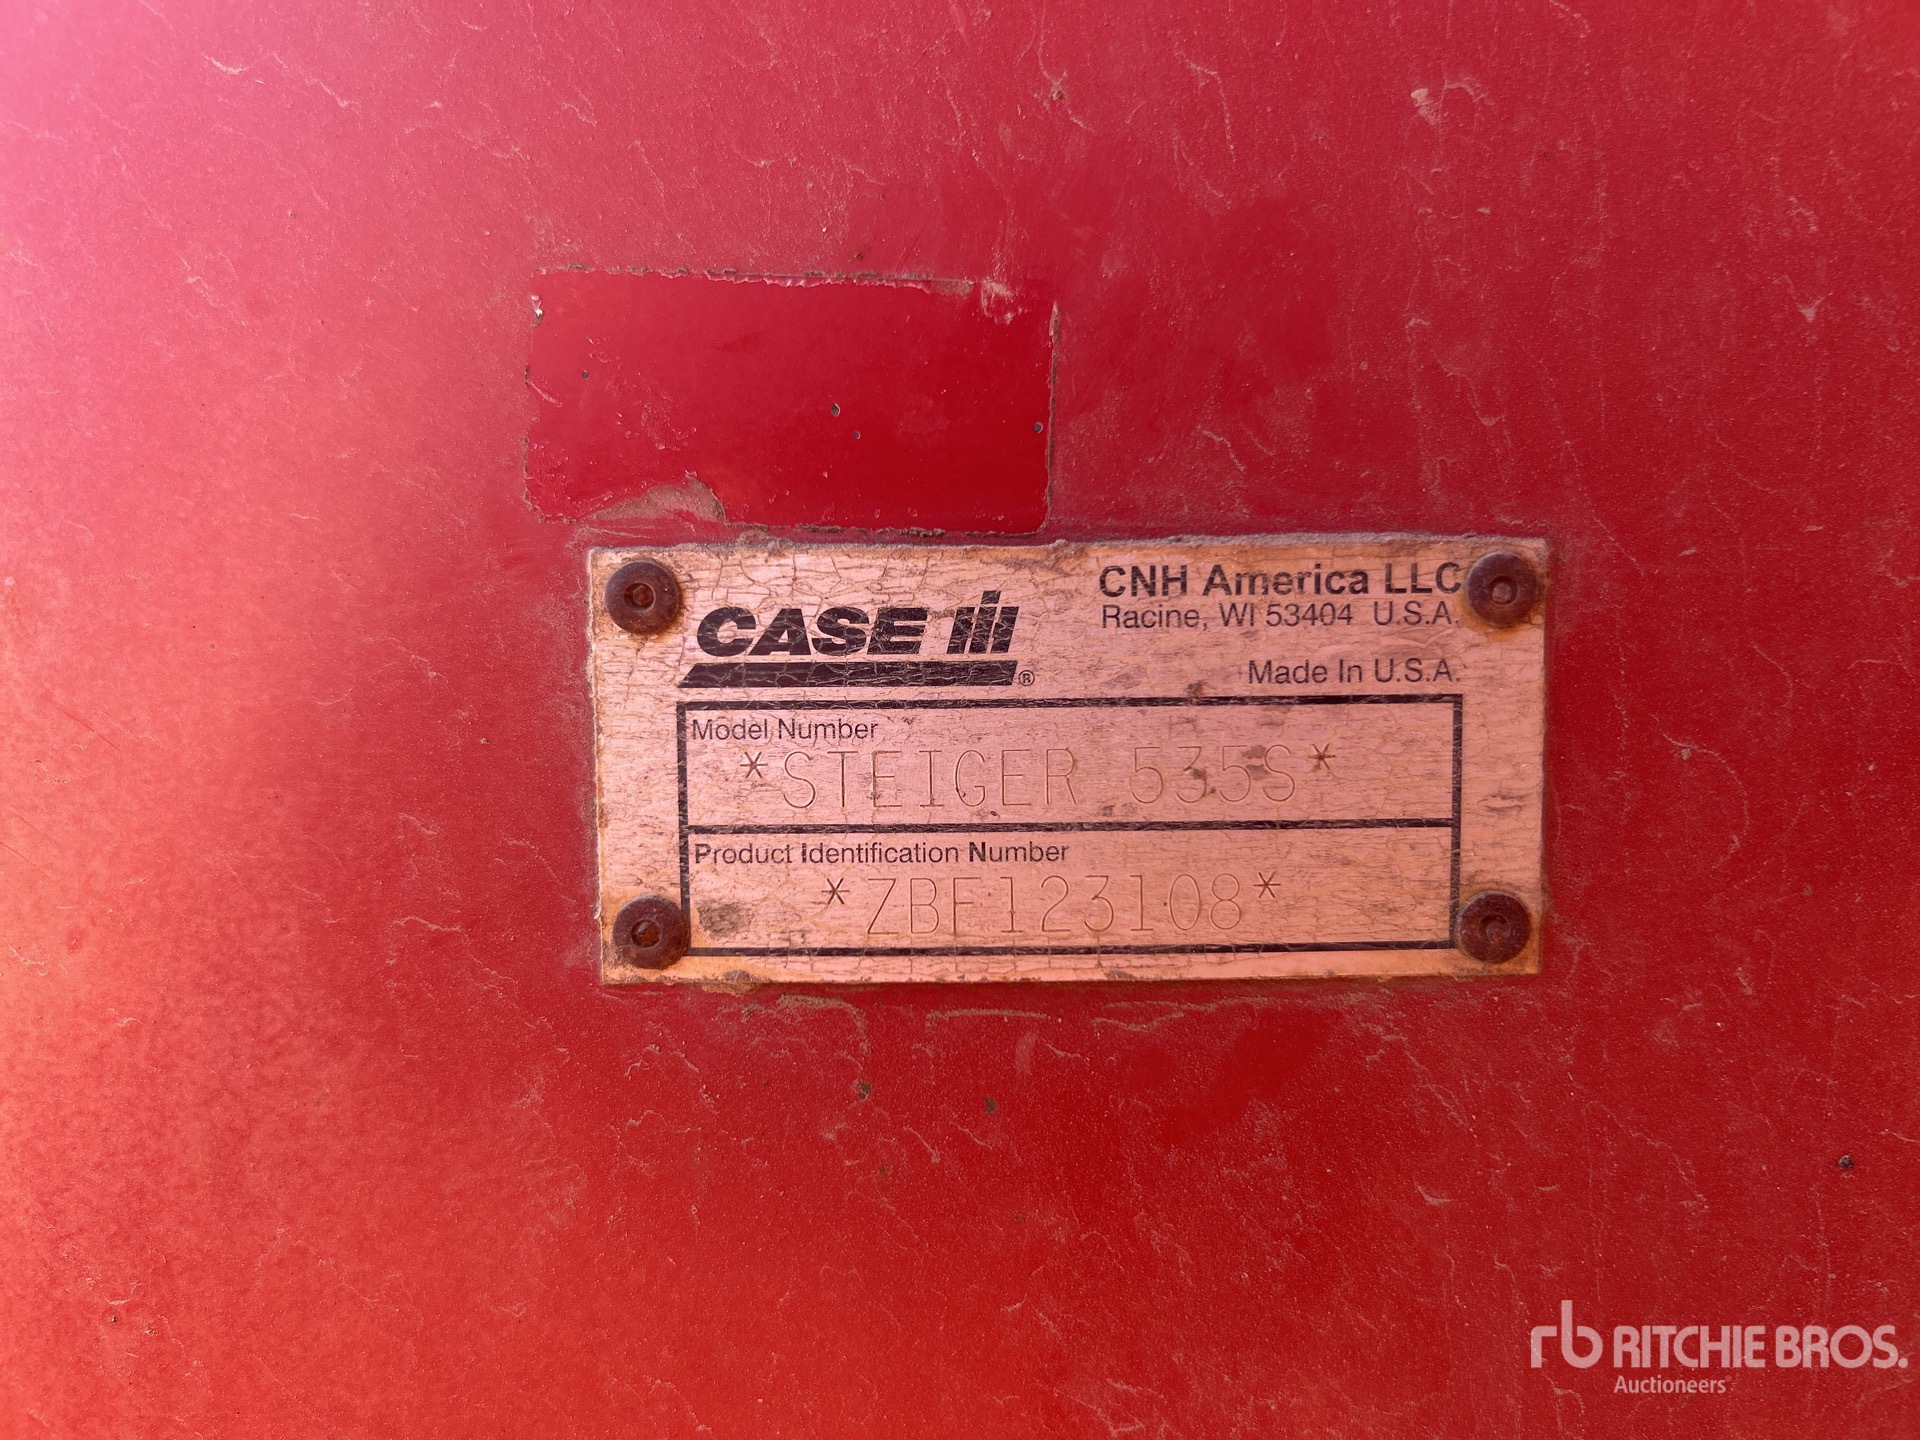 CASE IH ®
CNH America LLC
Racine, WI 53404 U.S.A.
Made In U.S.A.
Model Number
*STEIGER 535S*
Product Identification Number
*ZBF123108*
rb RITCHIE BROS.
Auctioneers